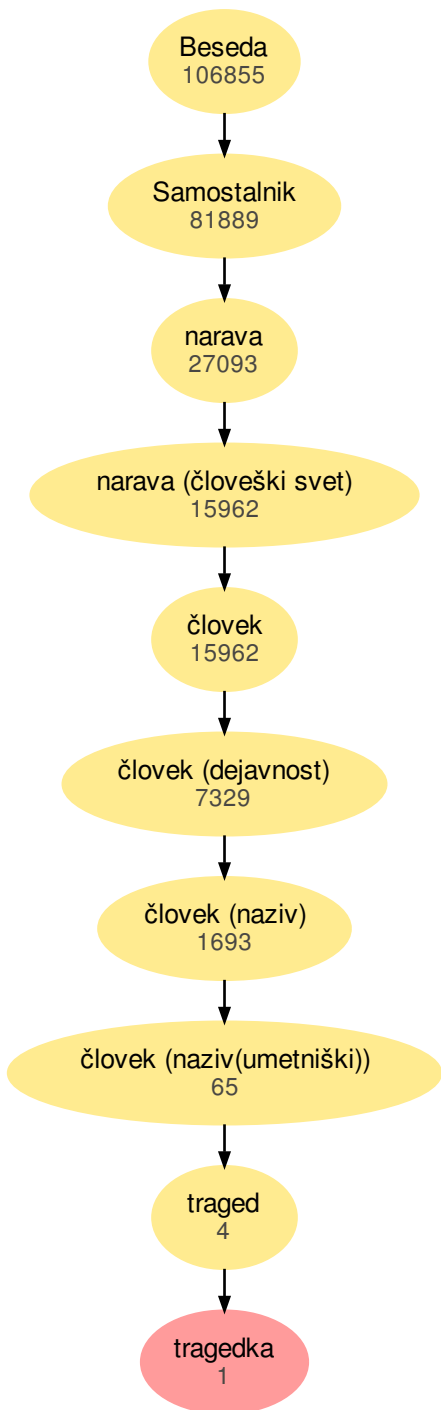 Beseda
106855
Samostalnik
81889
narava
27093
narava (človeški svet)
15962
človek
15962
človek (dejavnost)
7329
človek (naziv)
1693
človek (naziv(umetniški))
65
traged
4
tragedka
1